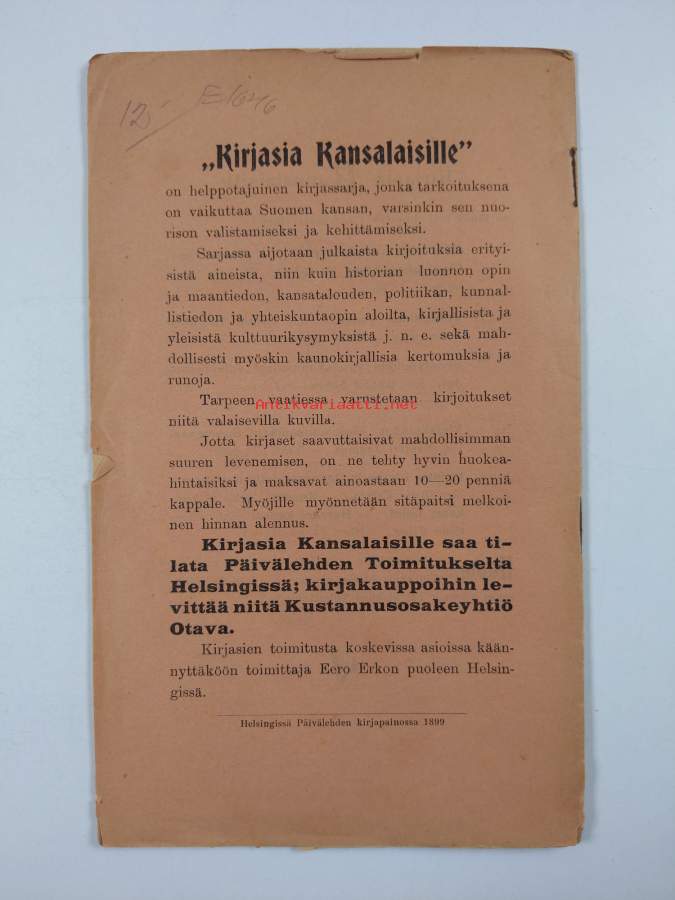 12
„Kirjasia Kansalaisille”
on helppotajuinen kirjassarja, jonka tarkoituksena
on vaikuttaa Suomen kansan, varsinkin sen nuo-
rison valistamiseksi ja kehittämiseksi.
Sarjassa aijotaan julkaista kirjoituksia erityi-
sistä aineista, niin kuin historian luonnon opin
ja maantiedon, kansatalouden, politiikan, kunnal-
listiedon ja yhteiskuntaopin aloilta, kirjallisista ja
yleisistä kulttuurikysymyksistä j. n. e. sekä mah-
dollisesti myöskin kaunokirjallisia kertomuksia ja
runoja.
Tarpeen vaatiessa varustetaan kirjoitukset
Antikvariaatti.net
niitä valaisevilla kuvilla.
Jotta kirjaset saavuttaisivat mahdollisimman
suuren levenemisen, on ne tehty hyvin huokea-
hintaisiksi ja maksavat ainoastaan 10—20 penniä
kappale. Myöjille myönnetään sitäpaitsi melkoi-
nen hinnan alennus.
Kirjasia Kansalaisille saa ti-
lata Päivälehden Toimitukselta
Helsingissä; kirjakauppoihin le-
vittää niitä Kustannusosakeyhtiö
Otava.
Kirjasien toimitusta koskevissa asioissa kään-
nyttäköön toimittaja Eero Erkon puoleen Helsin-
gissä.
Helsingissä Päivälehden kirjapainossa 1899